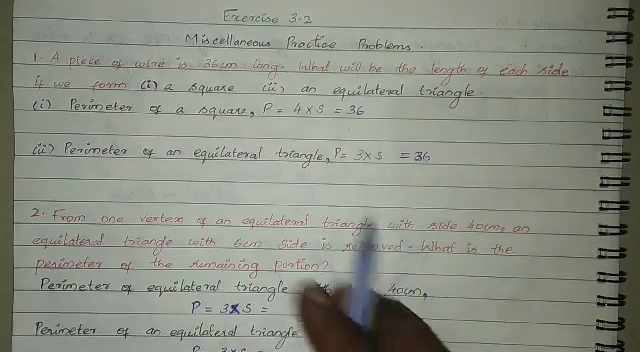 Exercise 3.2
Miscellaneous Practice Problems.
1. A piece of wire is 36cm long. What will be the length of each side
if we form (i) a square (ii) an equilateral triangle.
(i) Perimeter of a square, P = 4 × S = 36
(ii) Perimeter of an equilateral triangle, P = 3 × S = 36
2. From one vertex of an equilateral triangle with side 40cm, an
equilateral triangle with 6cm side is removed. What is the
perimeter of the remaining portion?
Perimeter of equilateral triangle 40cm,
P = 3 × S =
Perimeter of an equilateral triangle
P = 3 × S =